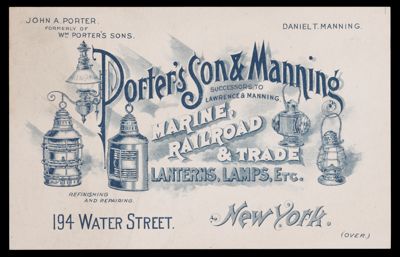 JOHN A. PORTER.
FORMERLY OF
WM PORTER'S SONS.
DANIEL T. MANNING.
Porter's Son & Manning
SUCCESSORS TO
LAWRENCE & MANNING.
MARINE,
RAILROAD
& TRADE
LANTERNS, LAMPS, ETC.
REFINISHING
AND REPAIRING.
194 WATER STREET.
New York.
(OVER.)